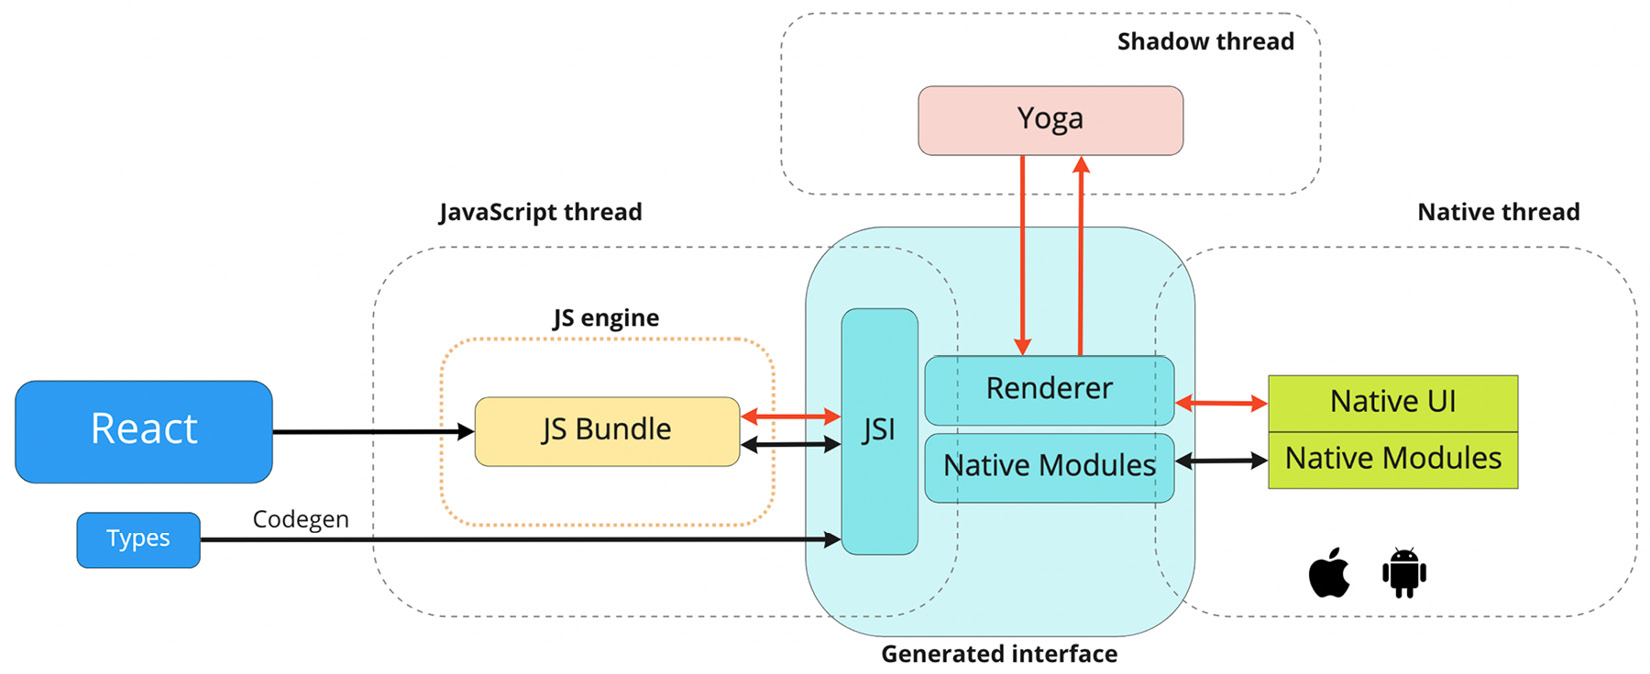 Shadow thread
Yoga
JavaScript thread
Native thread
JS engine
React
JS Bundle
JSI
Renderer
Native Modules
Native UI
Native Modules
Types
Codegen
Generated interface